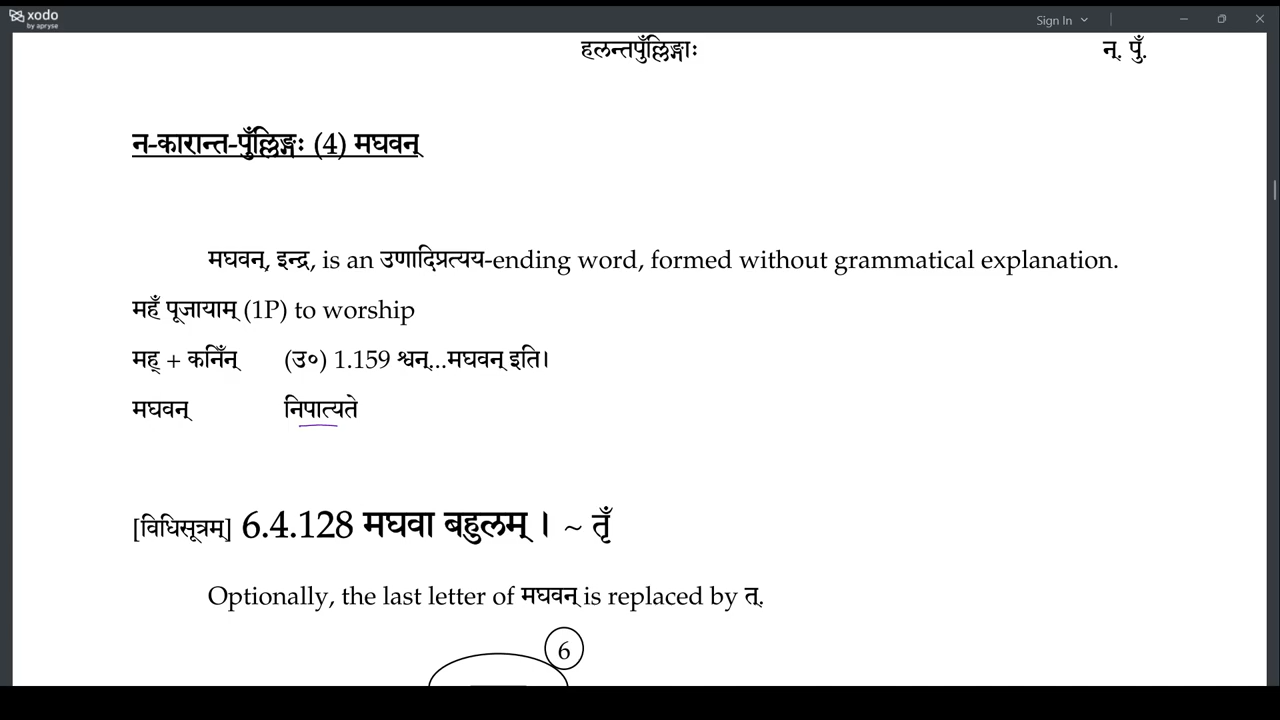 xodo
by apryse
Sign In
हलन्तपुँल्लिङ्गाः न्. पुँ.
न-कारान्त-पुँल्लिङ्गः (4) मघवन्
मघवन्, इन्द्र, is an उणादिप्रत्यय-ending word, formed without grammatical explanation.
महँ पूजायाम् (1P) to worship
मह् + कनिँन् (उ०) 1.159 श्वन्...मघवन् इति।
मघवन् निपात्यते
[विधिसूत्रम्] 6.4.128 मघवा बहुलम् । ~ तृँ
Optionally, the last letter of मघवन् is replaced by त्.
6